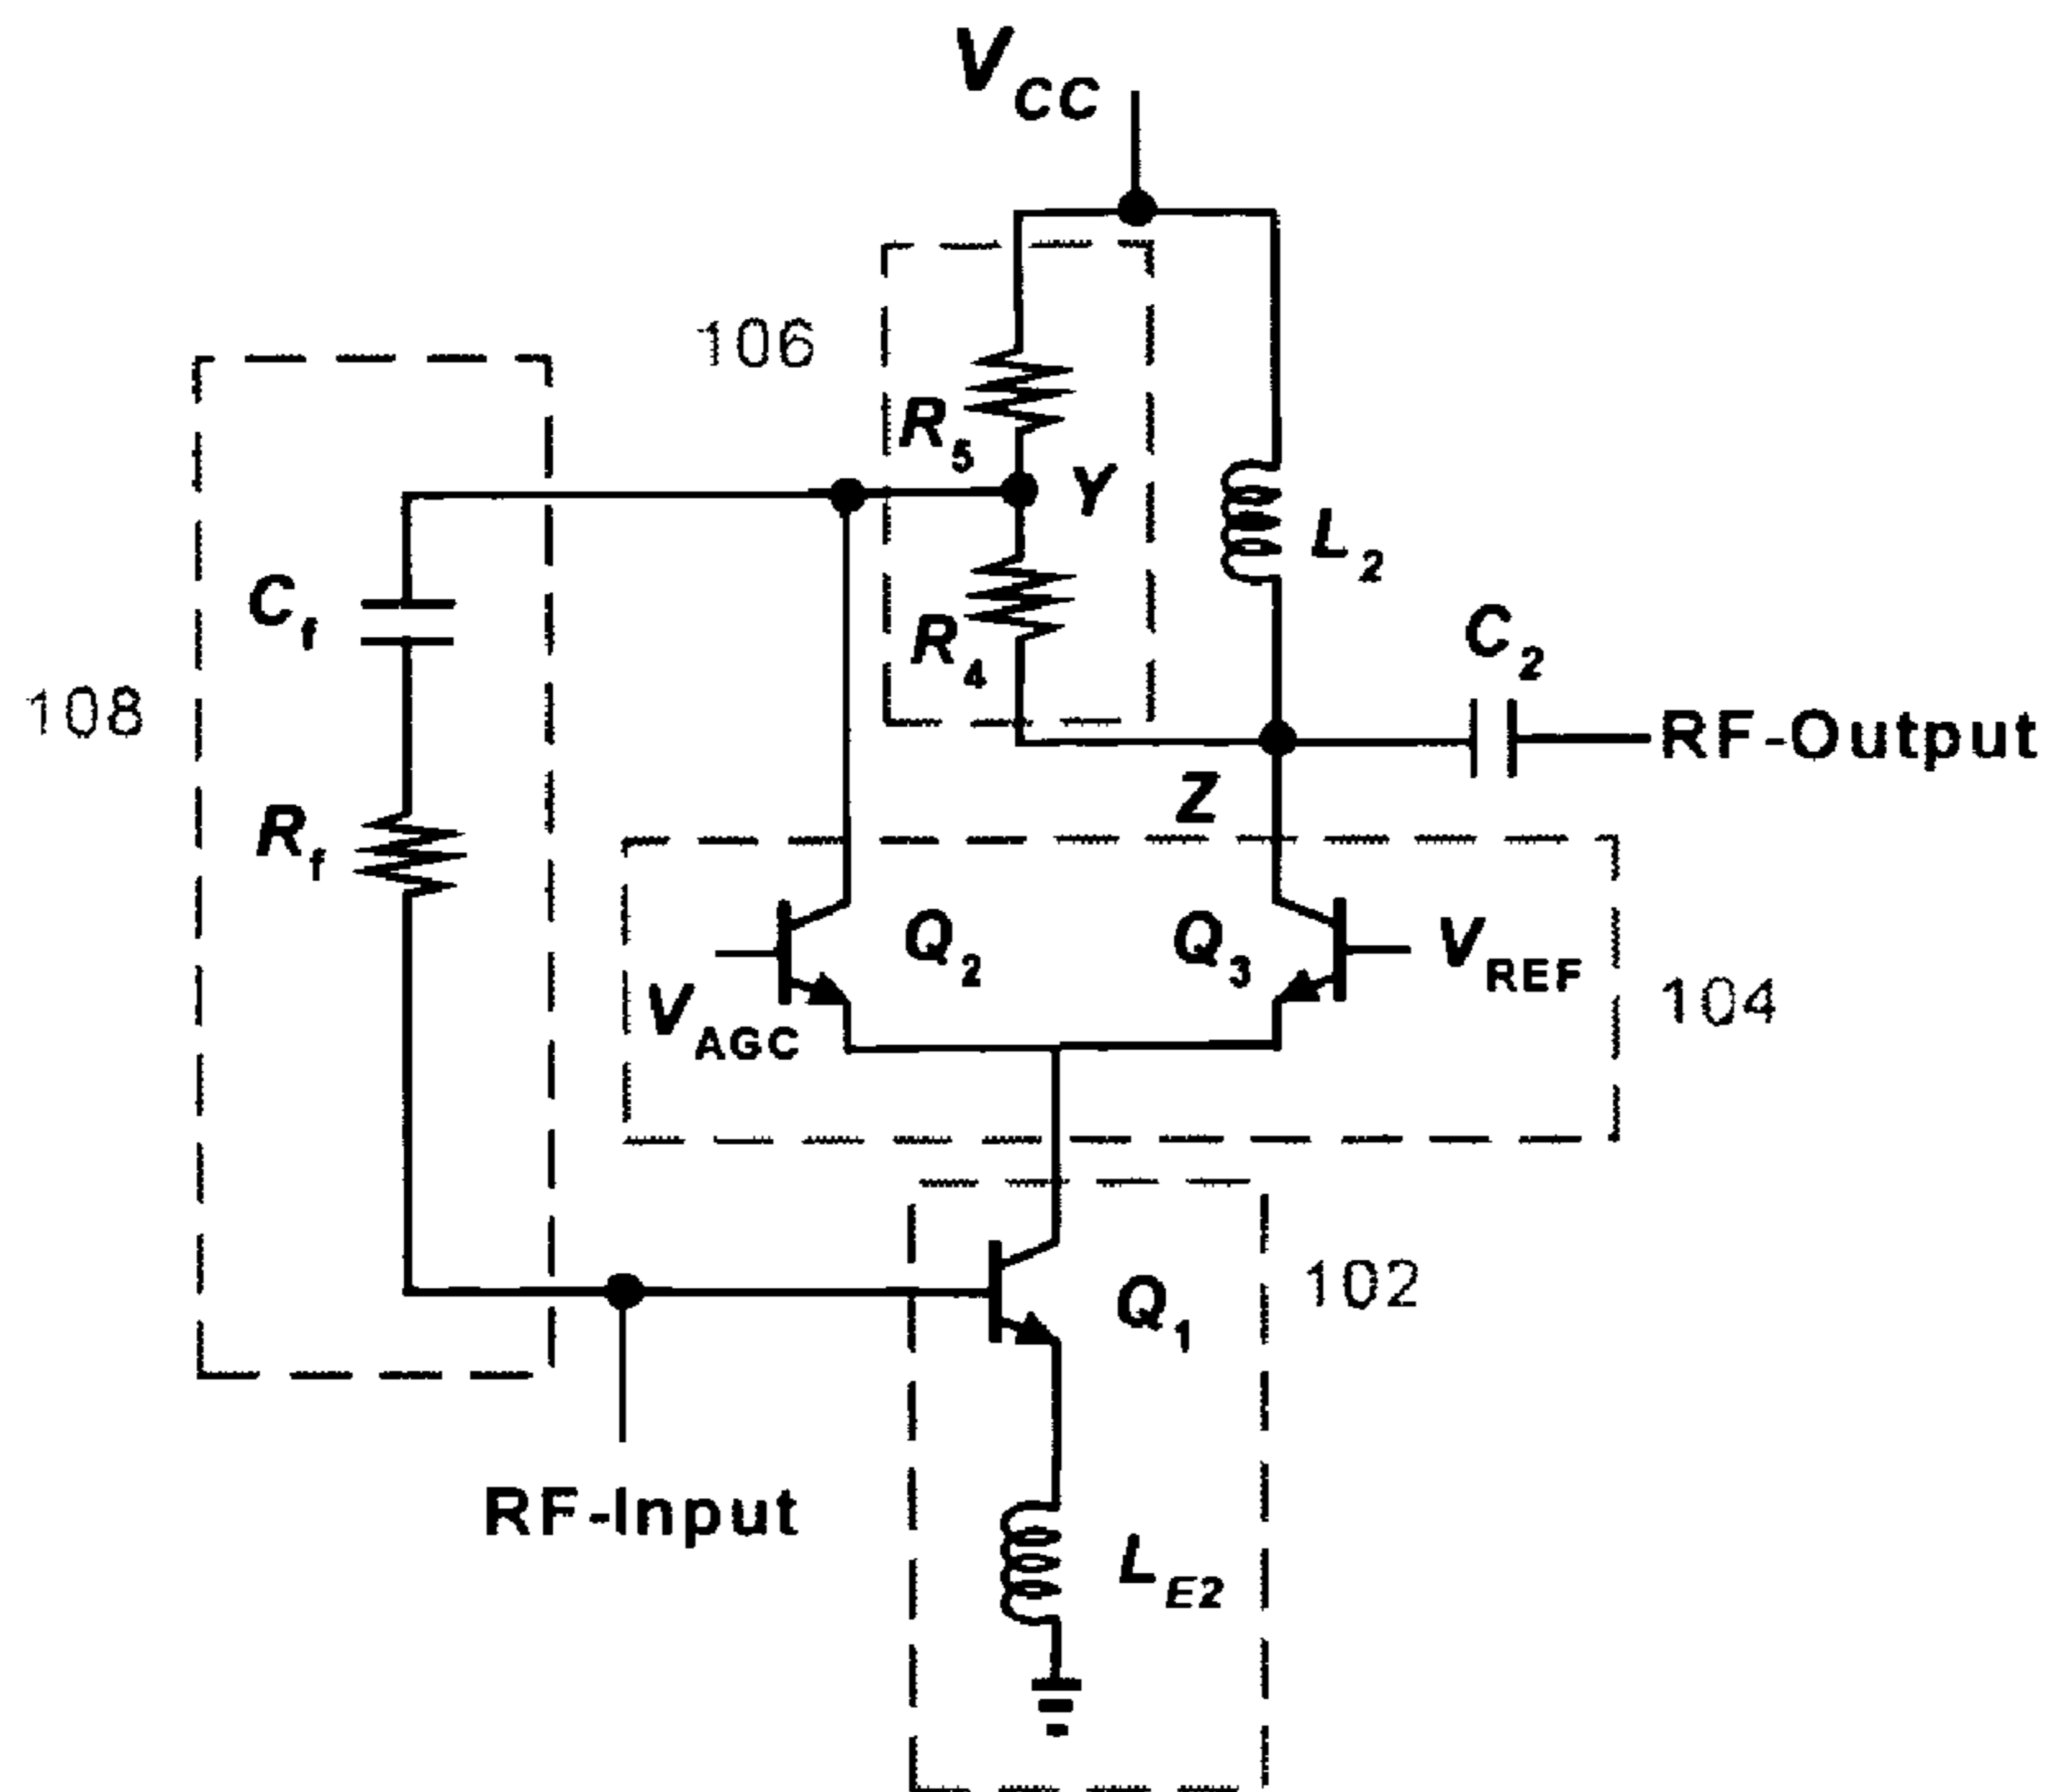 VCC
106
R5
Y
L2
Cf
R4
C2
108
RF-Output
Rf
Z
Q2
Q3
VREF
VAGC
104
Q1
102
RF-Input
LE2